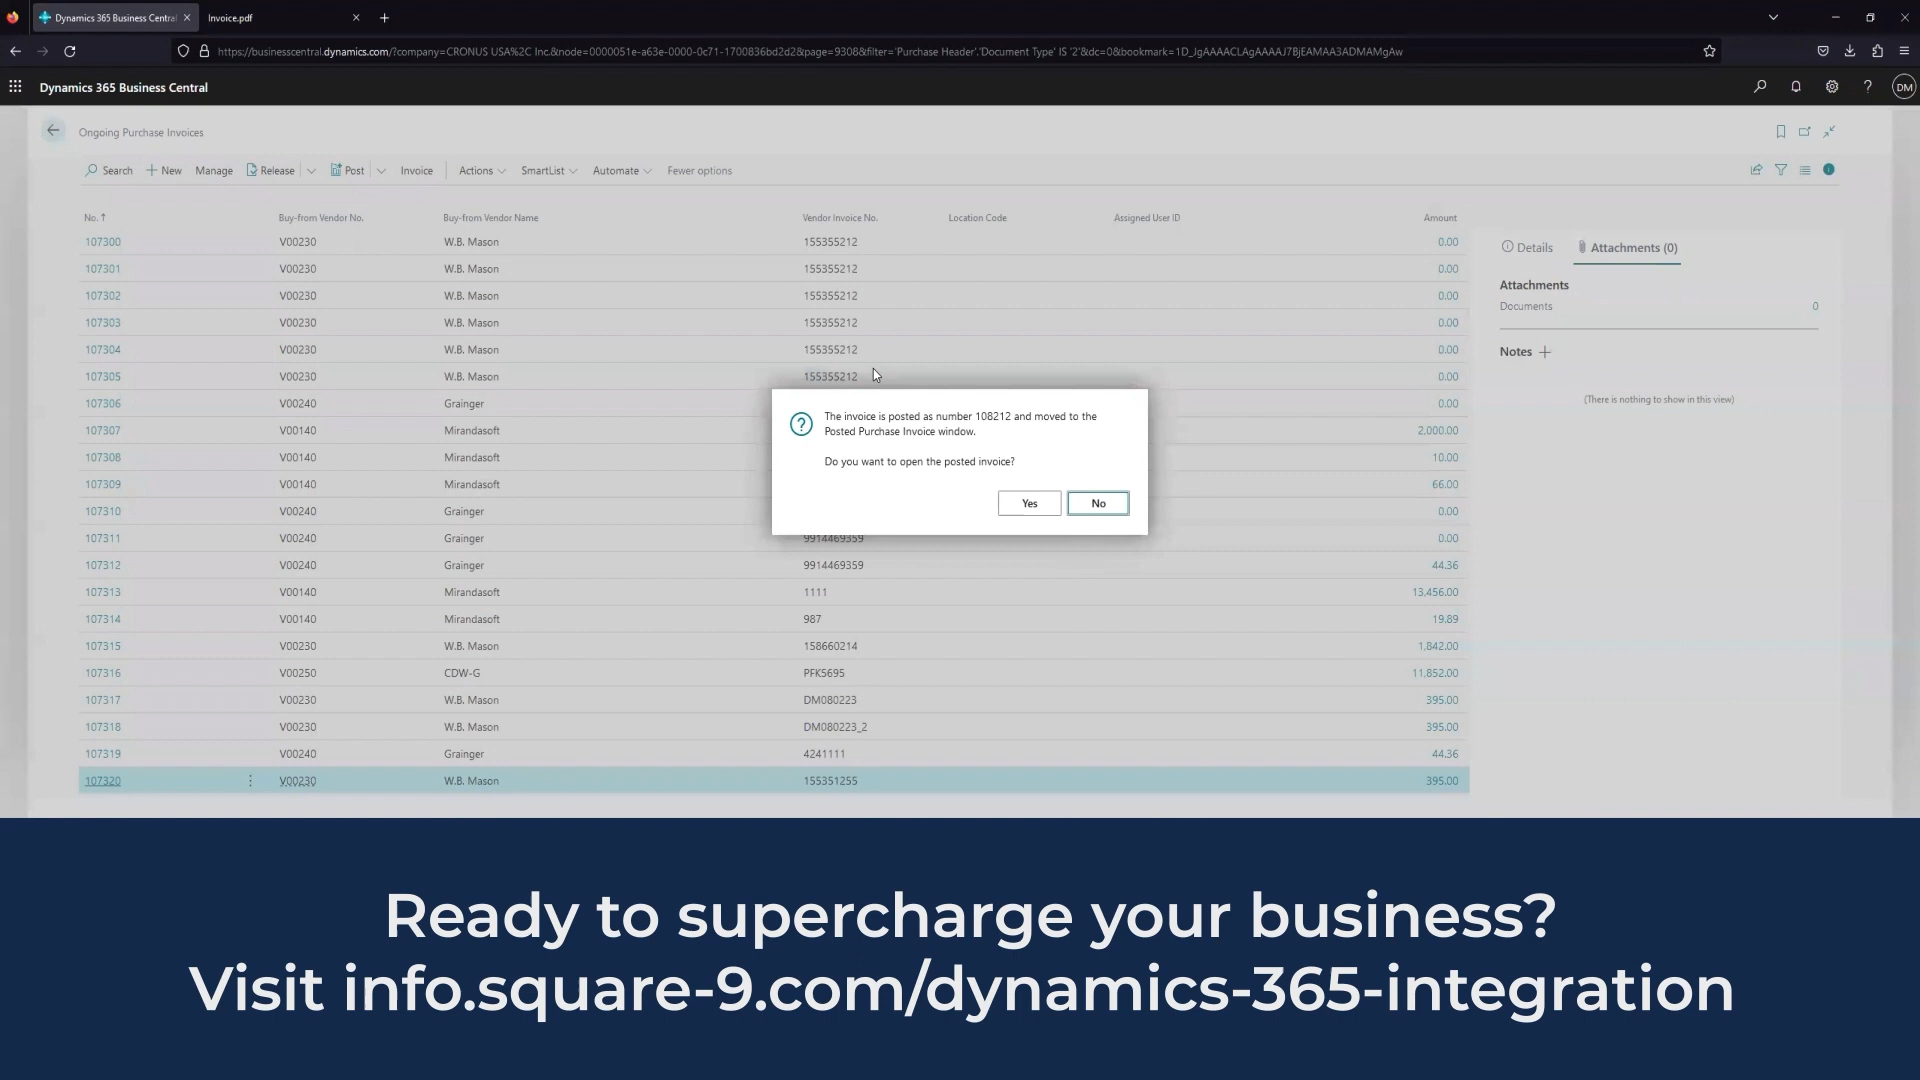 Dynamics 365 Business Central
Invoice.pdf
https://businesscentral.dynamics.com/?company=CRONUS USA%2C Inc.&node=0000051e-a63e-0000-0c71-1700836bd2d2&page=9308&filter='Purchase Header'.'Document Type' IS '2'&dc=0&bookmark=1D_JgAAAACLAgAAAAJ7BjEAMAA3ADMAMgAw
Dynamics 365 Business Central
DM
Ongoing Purchase Invoices
Search New Manage Release Post Invoice Actions SmartList Automate Fewer options
No. ↑ Buy-from Vendor No. Buy-from Vendor Name Vendor Invoice No. Location Code Assigned User ID Amount
107300 V00230 W.B. Mason 155355212 0.00
107301 V00230 W.B. Mason 155355212 0.00
107302 V00230 W.B. Mason 155355212 0.00
107303 V00230 W.B. Mason 155355212 0.00
107304 V00230 W.B. Mason 155355212 0.00
107305 V00230 W.B. Mason 155355212 0.00
107306 V00240 Grainger 0.00
107307 V00140 Mirandasoft 2,000.00
107308 V00140 Mirandasoft 10.00
107309 V00140 Mirandasoft 66.00
107310 V00240 Grainger 0.00
107311 V00240 Grainger 9914469359 0.00
107312 V00240 Grainger 9914469359 44.36
107313 V00140 Mirandasoft 1111 13,456.00
107314 V00140 Mirandasoft 987 19.89
107315 V00230 W.B. Mason 158660214 1,842.00
107316 V00250 CDW-G PFK5695 11,852.00
107317 V00230 W.B. Mason DM080223 395.00
107318 V00230 W.B. Mason DM080223_2 395.00
107319 V00240 Grainger 4241111 44.36
107320 V00230 W.B. Mason 155351255 395.00
Details Attachments (0)
Attachments
Documents 0
Notes
(There is nothing to show in this view)
The invoice is posted as number 108212 and moved to the
Posted Purchase Invoice window.
Do you want to open the posted invoice?
Yes No
Ready to supercharge your business?
Visit info.square-9.com/dynamics-365-integration